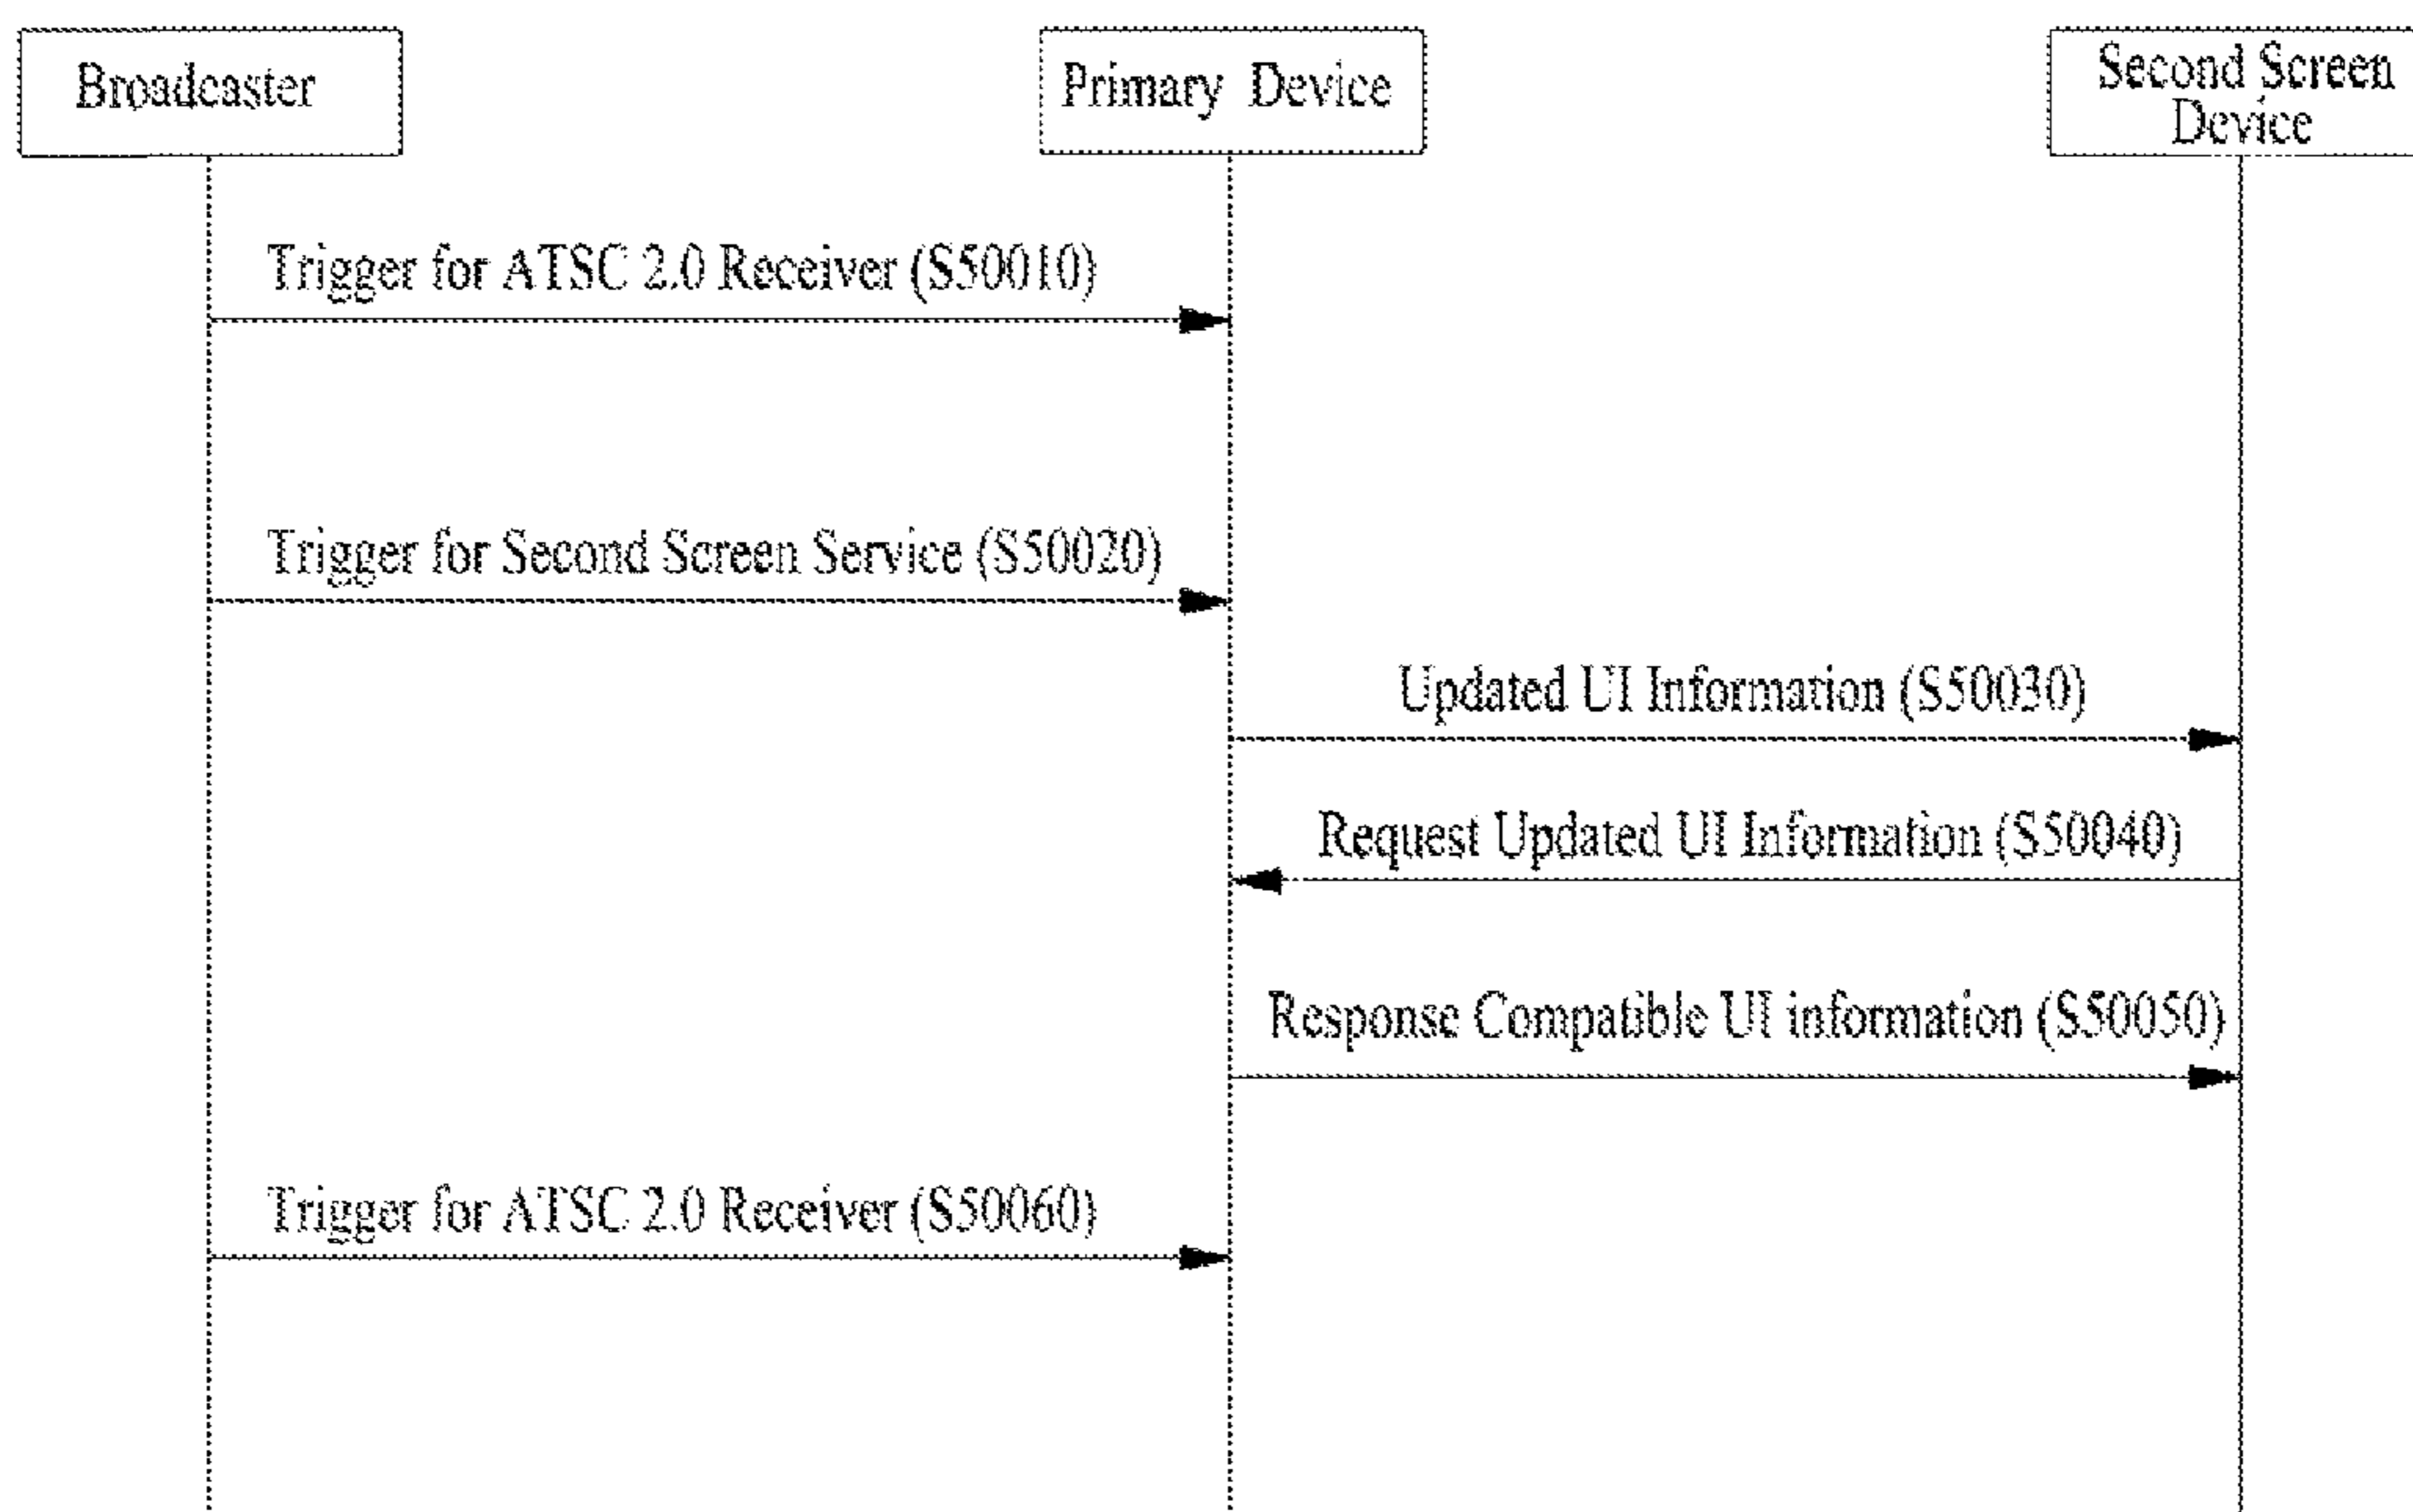 Broadcaster
Primary Device
Second Screen
Device
Trigger for ATSC 2.0 Receiver (S50010)
Trigger for Second Screen Service (S50020)
Updated UI Information (S50030)
Request Updated UI Information (S50040)
Response Compatible UI information (S50050)
Trigger for ATSC 2.0 Receiver (S50060)